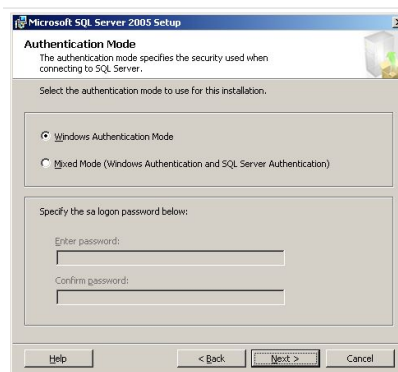 Microsoft SQL Server 2005 Setup
Authentication Mode
The authentication mode specifies the security used when
connecting to SQL Server.
Select the authentication mode to use for this installation.
Windows Authentication Mode
Mixed Mode (Windows Authentication and SQL Server Authentication)
Specify the sa logon password below:
Enter password:
Confirm password:
Help < Back Next > Cancel